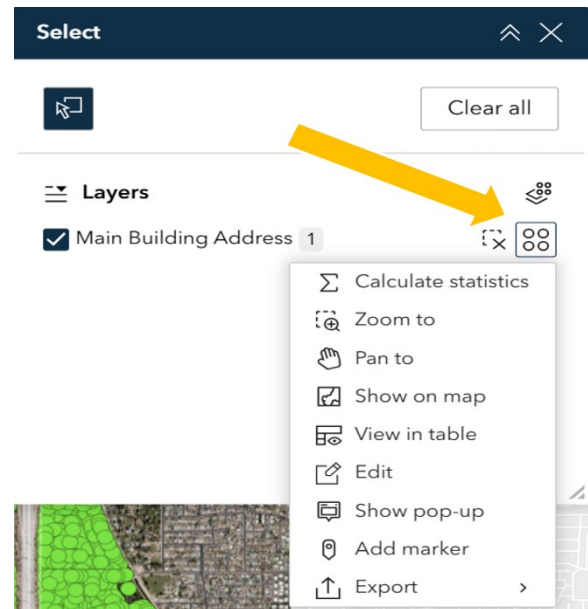 Select
Clear all
Layers
Main Building Address 1
Calculate statistics
Zoom to
Pan to
Show on map
View in table
Edit
Show pop-up
Add marker
Export